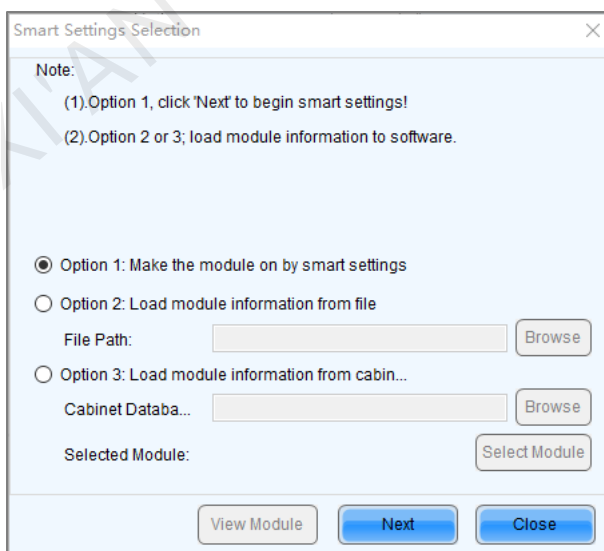 Smart Settings Selection
Note:
(1).Option 1, click 'Next' to begin smart settings!
(2).Option 2 or 3; load module information to software.
Option 1: Make the module on by smart settings
Option 2: Load module information from file
File Path: Browse
Option 3: Load module information from cabin...
Cabinet Databa... Browse
Selected Module: Select Module
View Module Next Close
XI'AN